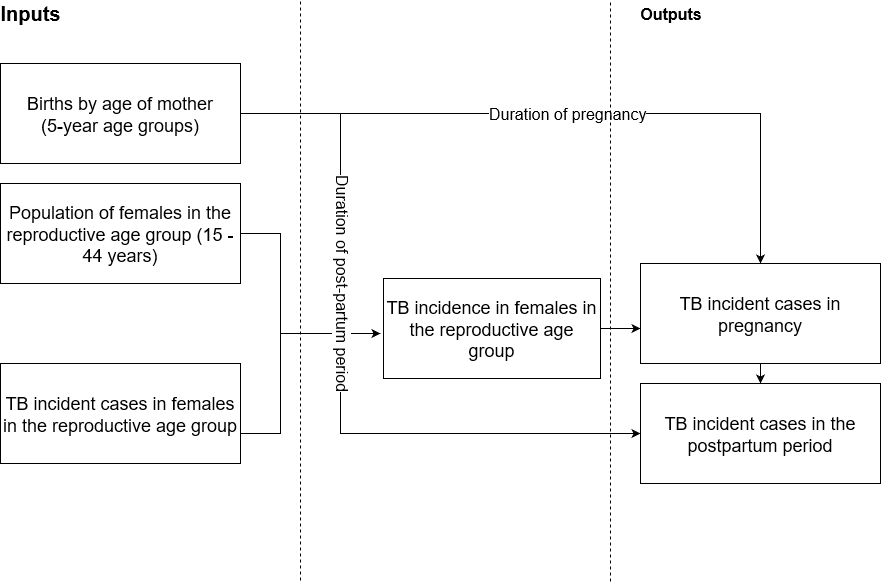 Inputs
Outputs
Births by age of mother
(5-year age groups)
Duration of pregnancy
Population of females in the
reproductive age group (15 -
44 years)
Duration of post-partum period
TB incidence in females in
the reproductive age
group
TB incident cases in
pregnancy
TB incident cases in females
in the reproductive age group
TB incident cases in the
postpartum period